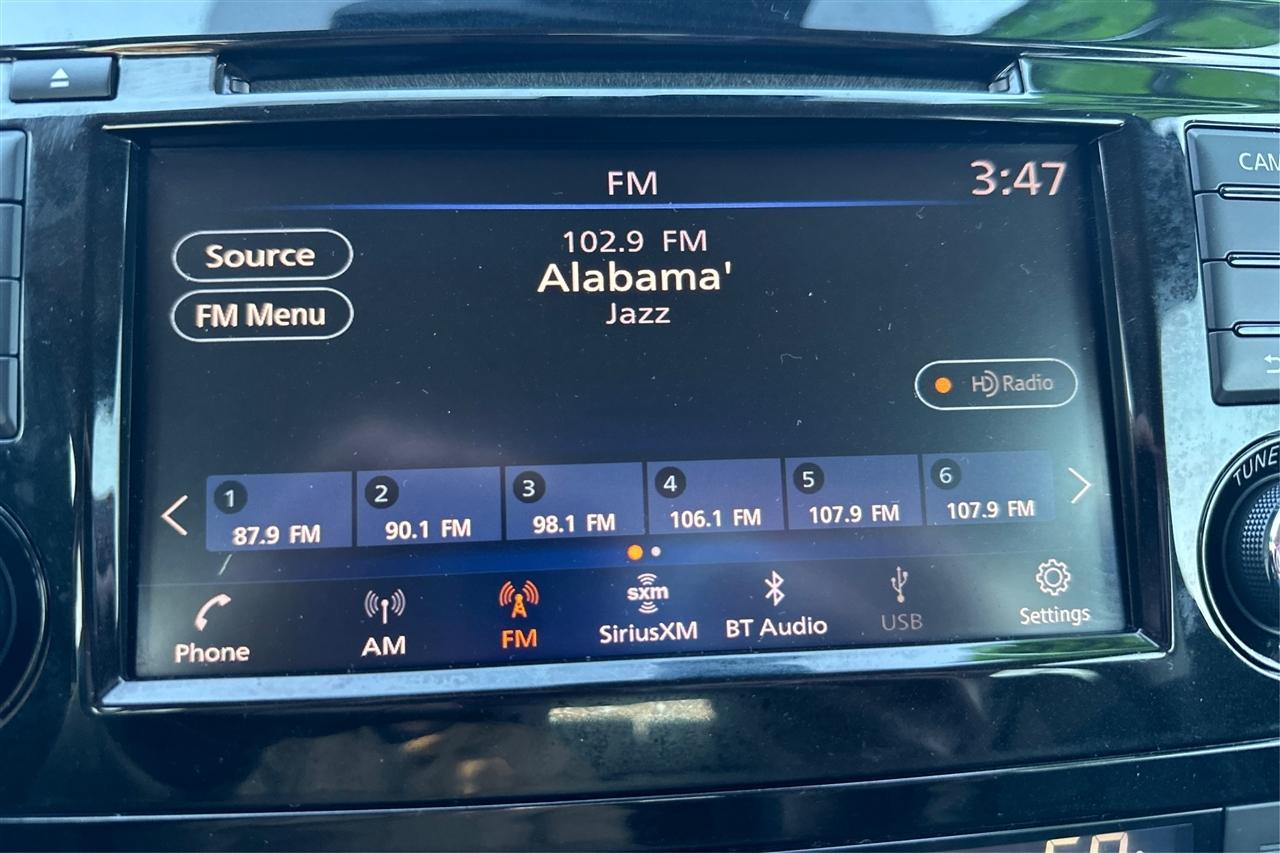 FM 3:47
102.9 FM
Source
Alabama'
FM Menu
Jazz
HD Radio
1 2 3 4 5 6
87.9 FM 90.1 FM 98.1 FM 106.1 FM 107.9 FM 107.9 FM
sxm
Phone AM FM SiriusXM BT Audio USB Settings
CAM
TUNE